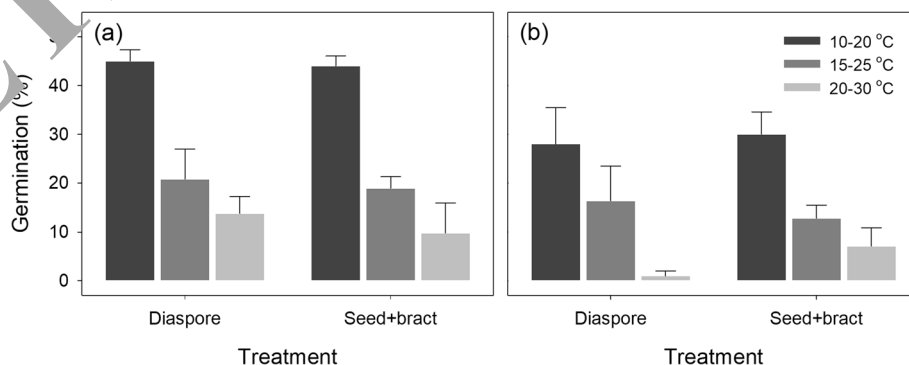 (a)
(b)
10-20 °C
15-25 °C
20-30 °C
Germination (%)
40
30
20
10
0
Diaspore
Seed+bract
Diaspore
Seed+bract
Treatment
Treatment